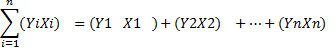 n
∑ (YiXi) = (Y1 X1 ) + (Y2X2) + ⋯ + (YnXn)
i=1